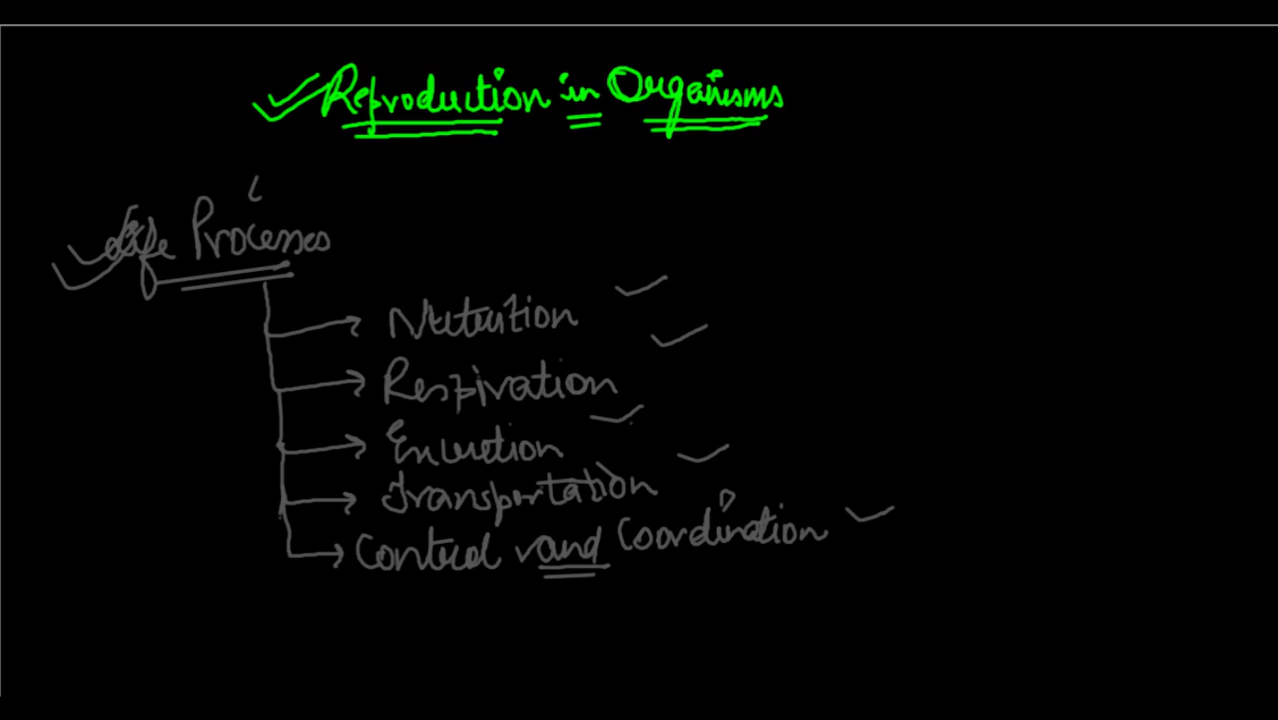 Reproduction in Organisms
Life Processes
Nutrition
Respiration
Excretion
Transportation
Control and Coordination